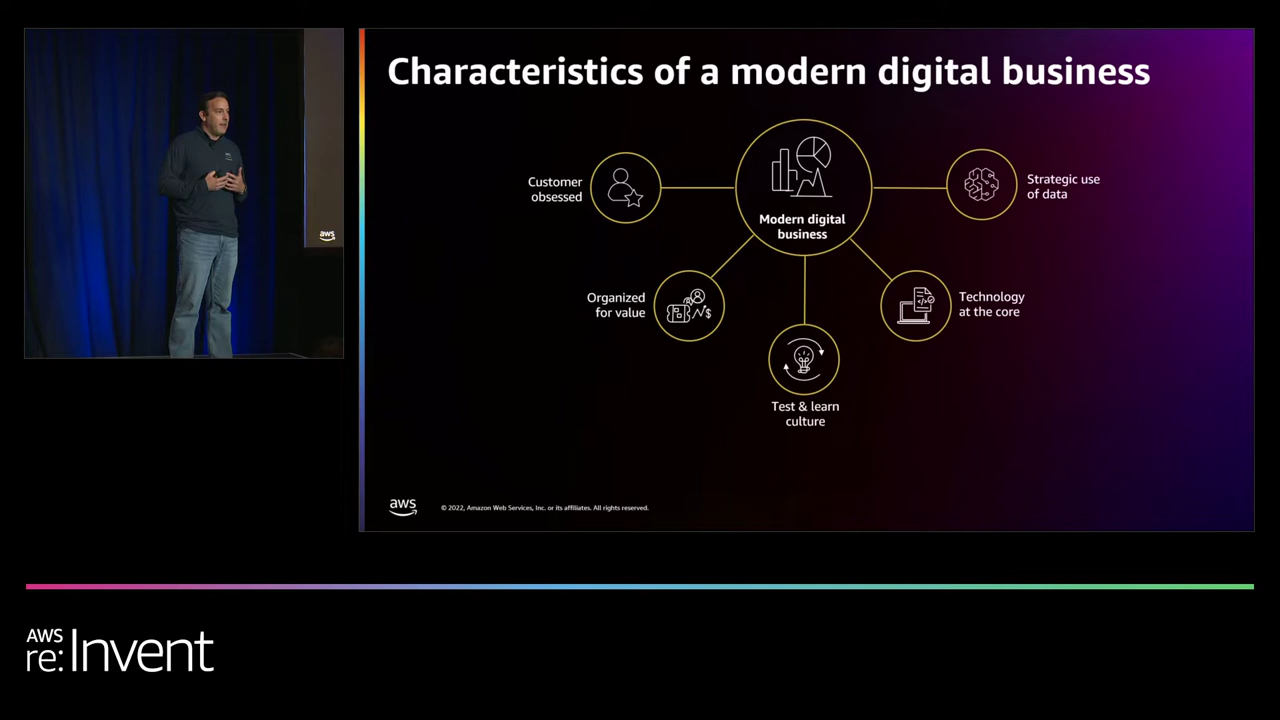 Characteristics of a modern digital business
Customer
obsessed
Modern digital
business
Strategic use
of data
Organized
for value
$
Technology
at the core
</>
Test & learn
culture
aws
aws
© 2022, Amazon Web Services, Inc. or its affiliates. All rights reserved.
AWS
re:Invent